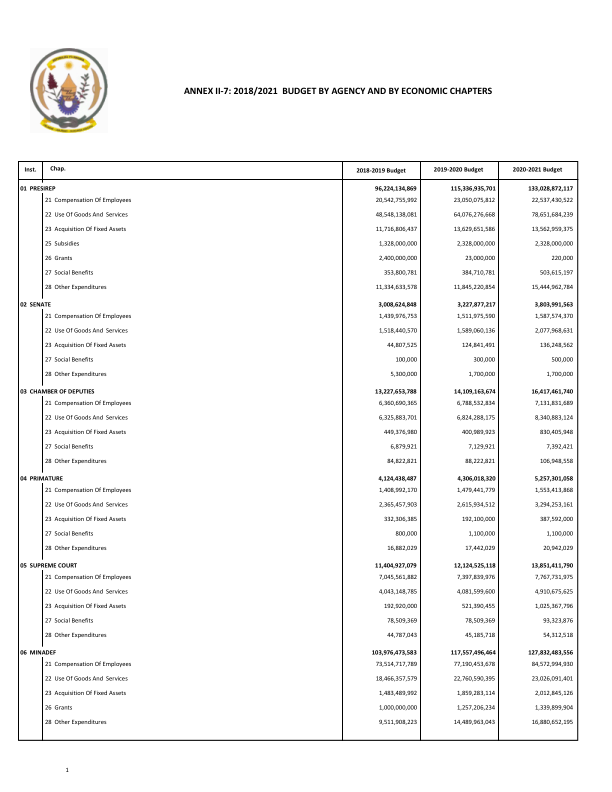 ANNEX II-7: 2018/2021 BUDGET BY AGENCY AND BY ECONOMIC CHAPTERS
Inst. Chap. 2018-2019 Budget 2019-2020 Budget 2020-2021 Budget
01 PRESIREP 96,224,134,869 115,336,935,701 133,028,872,117
21 Compensation Of Employees 20,542,755,992 23,050,075,812 22,537,430,522
22 Use Of Goods And Services 48,548,138,081 64,076,276,668 78,651,684,239
23 Acquisition Of Fixed Assets 11,716,806,437 13,629,651,586 13,562,959,375
25 Subsidies 1,328,000,000 2,328,000,000 2,328,000,000
26 Grants 2,400,000,000 23,000,000 220,000
27 Social Benefits 353,800,781 384,710,781 503,615,197
28 Other Expenditures 11,334,633,578 11,845,220,854 15,444,962,784
02 SENATE 3,008,624,848 3,227,877,217 3,803,991,563
21 Compensation Of Employees 1,439,976,753 1,511,975,590 1,587,574,370
22 Use Of Goods And Services 1,518,440,570 1,589,060,136 2,077,968,631
23 Acquisition Of Fixed Assets 44,807,525 124,841,491 136,248,562
27 Social Benefits 100,000 300,000 500,000
28 Other Expenditures 5,300,000 1,700,000 1,700,000
03 CHAMBER OF DEPUTIES 13,227,653,788 14,109,163,674 16,417,461,740
21 Compensation Of Employees 6,360,690,365 6,788,532,834 7,131,831,689
22 Use Of Goods And Services 6,325,883,701 6,824,288,175 8,340,883,124
23 Acquisition Of Fixed Assets 449,376,980 400,989,923 830,405,948
27 Social Benefits 6,879,921 7,129,921 7,392,421
28 Other Expenditures 84,822,821 88,222,821 106,948,558
04 PRIMATURE 4,124,438,487 4,306,018,320 5,257,301,058
21 Compensation Of Employees 1,408,992,170 1,479,441,779 1,553,413,868
22 Use Of Goods And Services 2,365,457,903 2,615,934,512 3,294,253,161
23 Acquisition Of Fixed Assets 332,306,385 192,100,000 387,592,000
27 Social Benefits 800,000 1,100,000 1,100,000
28 Other Expenditures 16,882,029 17,442,029 20,942,029
05 SUPREME COURT 11,404,927,079 12,124,525,118 13,851,411,790
21 Compensation Of Employees 7,045,561,882 7,397,839,976 7,767,731,975
22 Use Of Goods And Services 4,043,148,785 4,081,599,600 4,910,675,625
23 Acquisition Of Fixed Assets 192,920,000 521,390,455 1,025,367,796
27 Social Benefits 78,509,369 78,509,369 93,323,876
28 Other Expenditures 44,787,043 45,185,718 54,312,518
06 MINADEF 103,976,473,583 117,557,496,464 127,832,483,556
21 Compensation Of Employees 73,514,717,789 77,190,453,678 84,572,994,930
22 Use Of Goods And Services 18,466,357,579 22,760,590,395 23,026,091,401
23 Acquisition Of Fixed Assets 1,483,489,992 1,859,283,114 2,012,845,126
26 Grants 1,000,000,000 1,257,206,234 1,339,899,904
28 Other Expenditures 9,511,908,223 14,489,963,043 16,880,652,195
1